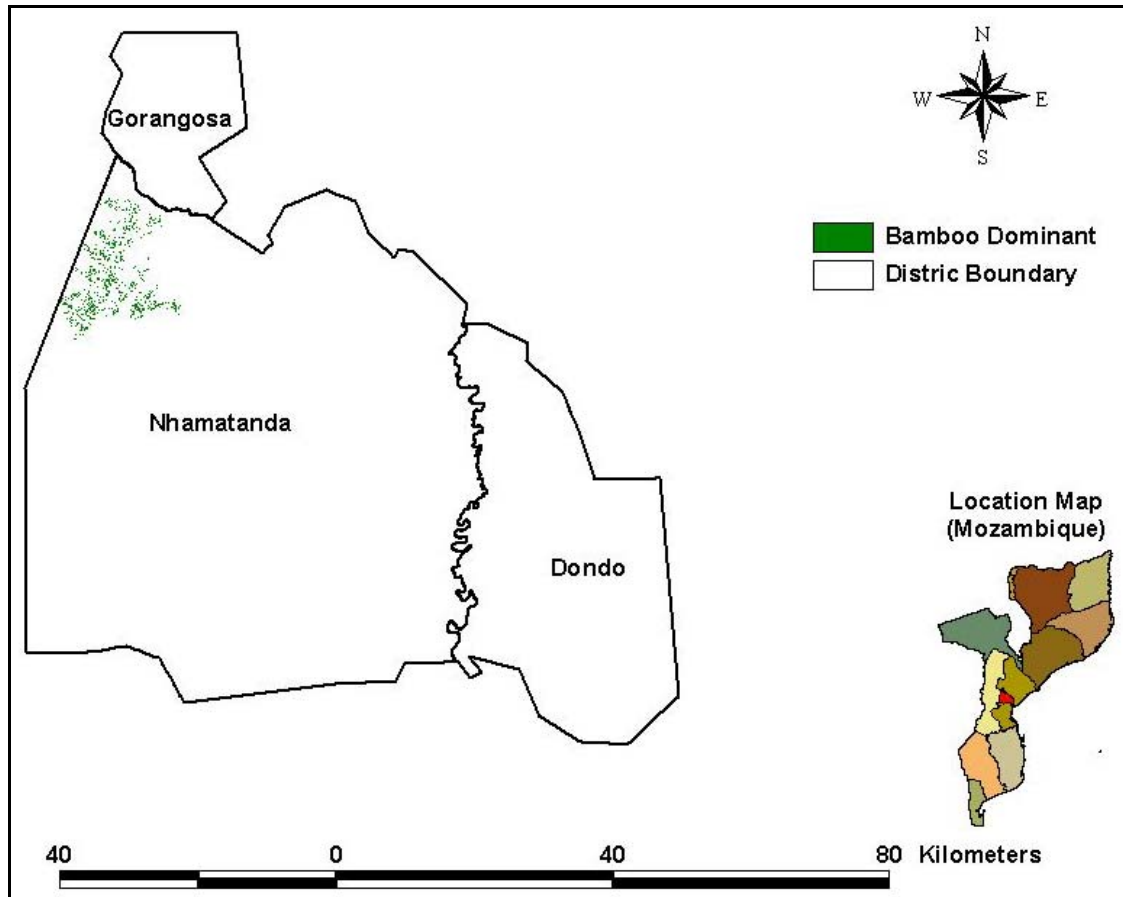 N
W E
S
Gorangosa
Bamboo Dominant
Distric Boundary
Nhamatanda
Dondo
Location Map
(Mozambique)
40 0 40 80 Kilometers